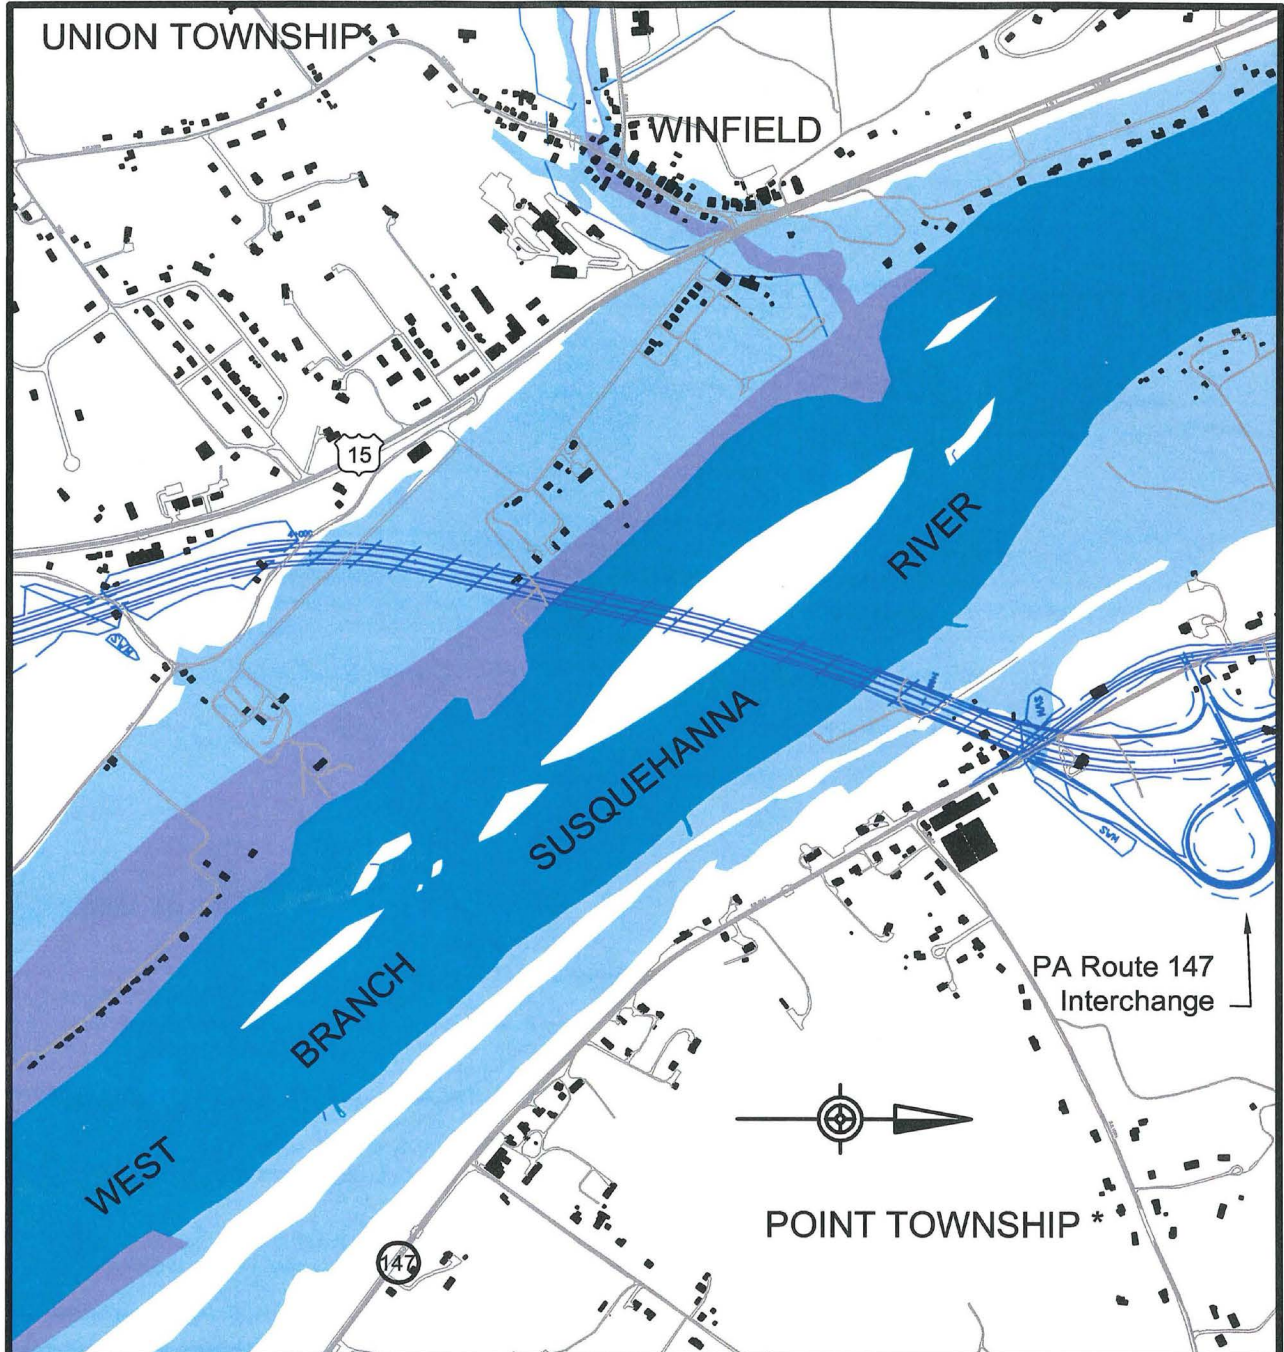 UNION TOWNSHIP
WINFIELD
15
RIVER
SUSQUEHANNA
BRANCH
WEST
PA Route 147
Interchange
POINT TOWNSHIP *
147